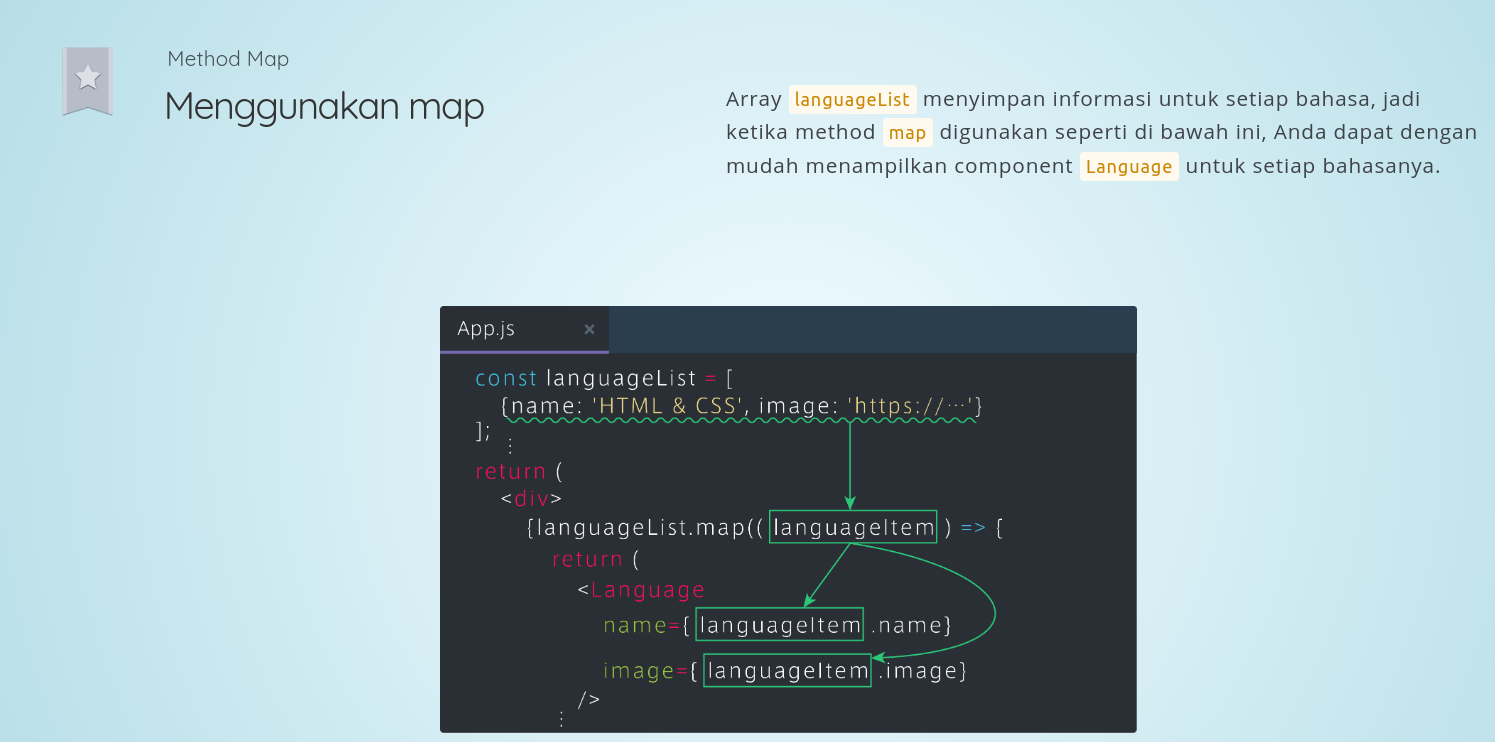 Method Map
Menggunakan map
Array languageList menyimpan informasi untuk setiap bahasa, jadi
ketika method map digunakan seperti di bawah ini, Anda dapat dengan
mudah menampilkan component Language untuk setiap bahasanya.
App.js ×
const languageList = [
{name: 'HTML & CSS', image: 'https://⋯'}
];
⋮
return (
<div>
{languageList.map(( languageItem ) => {
return (
<Language
name={ languageItem .name}
image={ languageItem .image}
/>
⋮